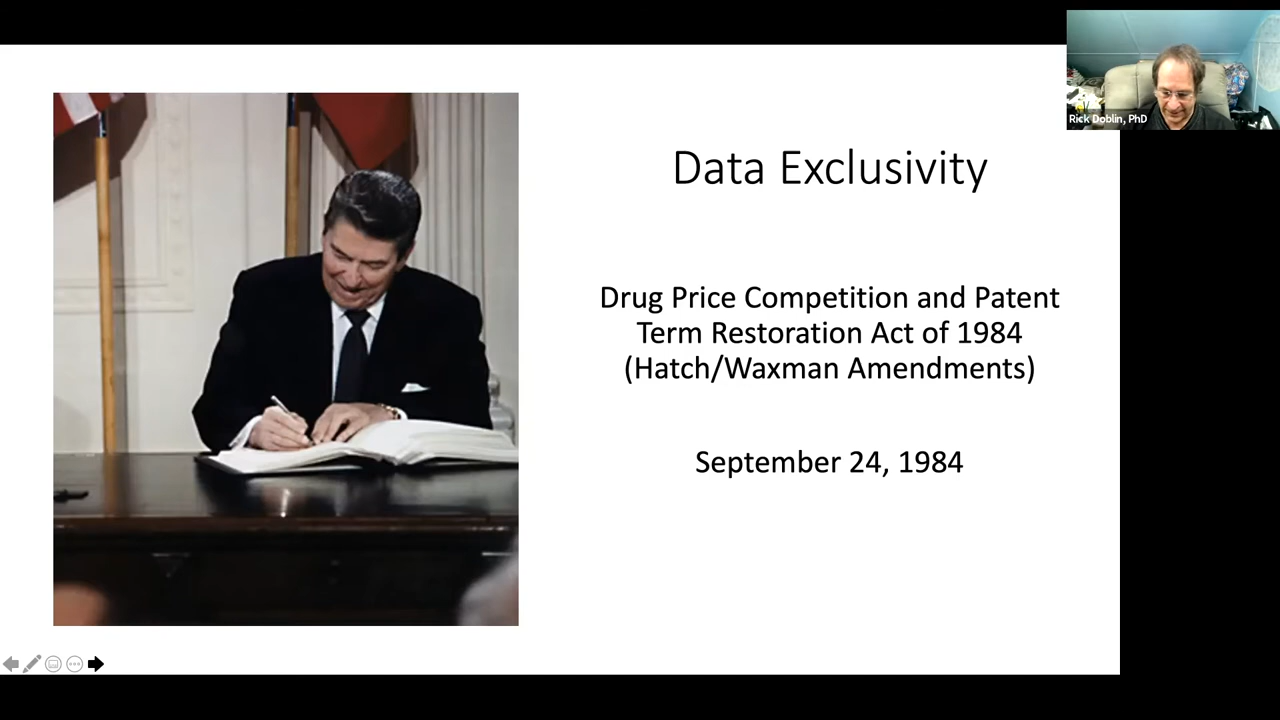 Rick Doblin, PhD
Data Exclusivity
Drug Price Competition and Patent
Term Restoration Act of 1984
(Hatch/Waxman Amendments)
September 24, 1984